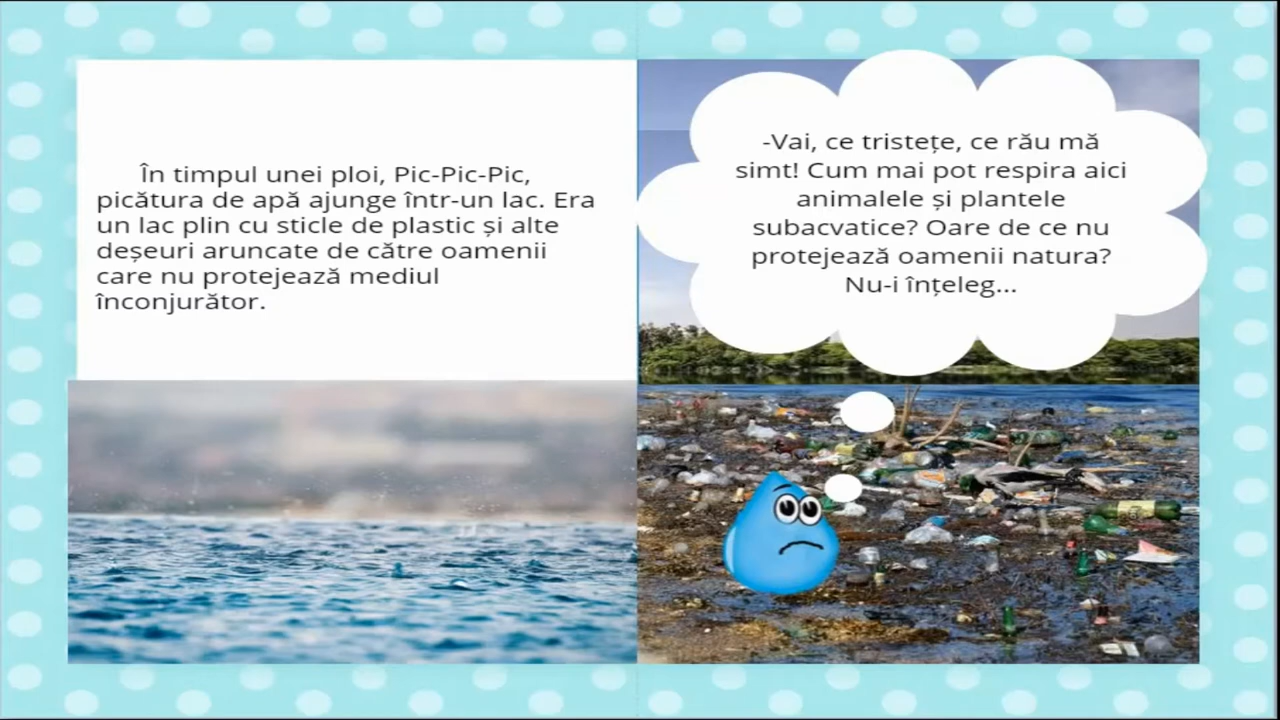 În timpul unei ploi, Pic-Pic-Pic,
picătura de apă ajunge într-un lac. Era
un lac plin cu sticle de plastic și alte
deșeuri aruncate de către oamenii
care nu protejează mediul
înconjurător.
-Vai, ce tristețe, ce rău mă
simt! Cum mai pot respira aici
animalele și plantele
subacvatice? Oare de ce nu
protejează oamenii natura?
Nu-i înțeleg...